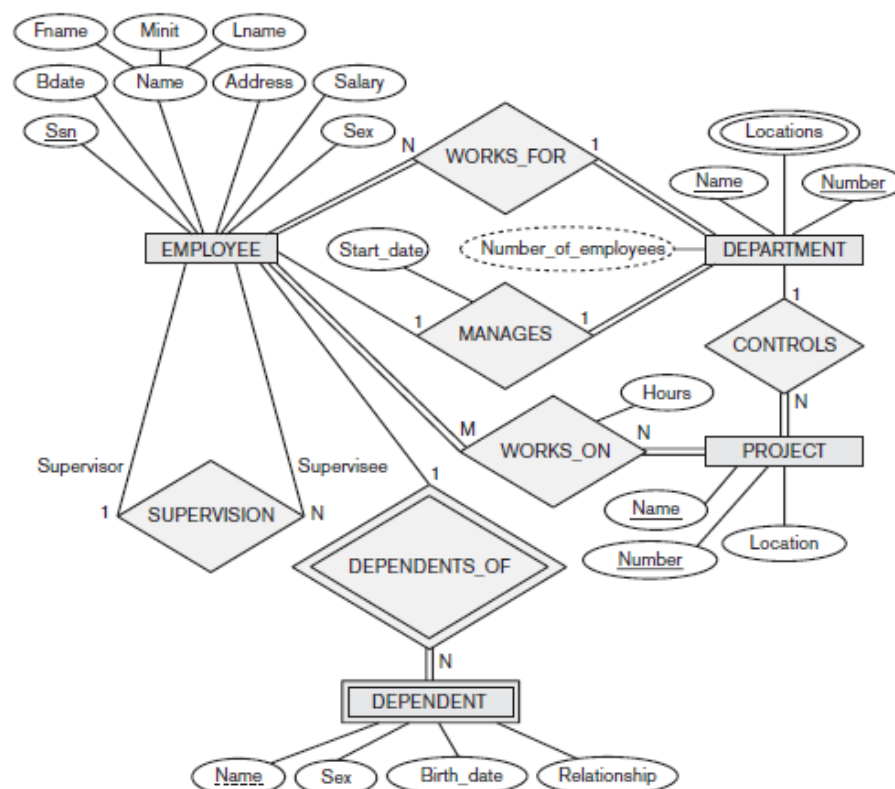 Fname Minit Lname
Bdate Name Address Salary
Ssn Sex
N WORKS_FOR 1
Locations
Name Number
EMPLOYEE
Start_date
Number_of_employees
DEPARTMENT
1 MANAGES 1
1
CONTROLS
N
Hours
M WORKS_ON N
PROJECT
Supervisor Supervisee
1 SUPERVISION N
1
Name
Number
Location
DEPENDENTS_OF
N
DEPENDENT
Name Sex Birth_date Relationship